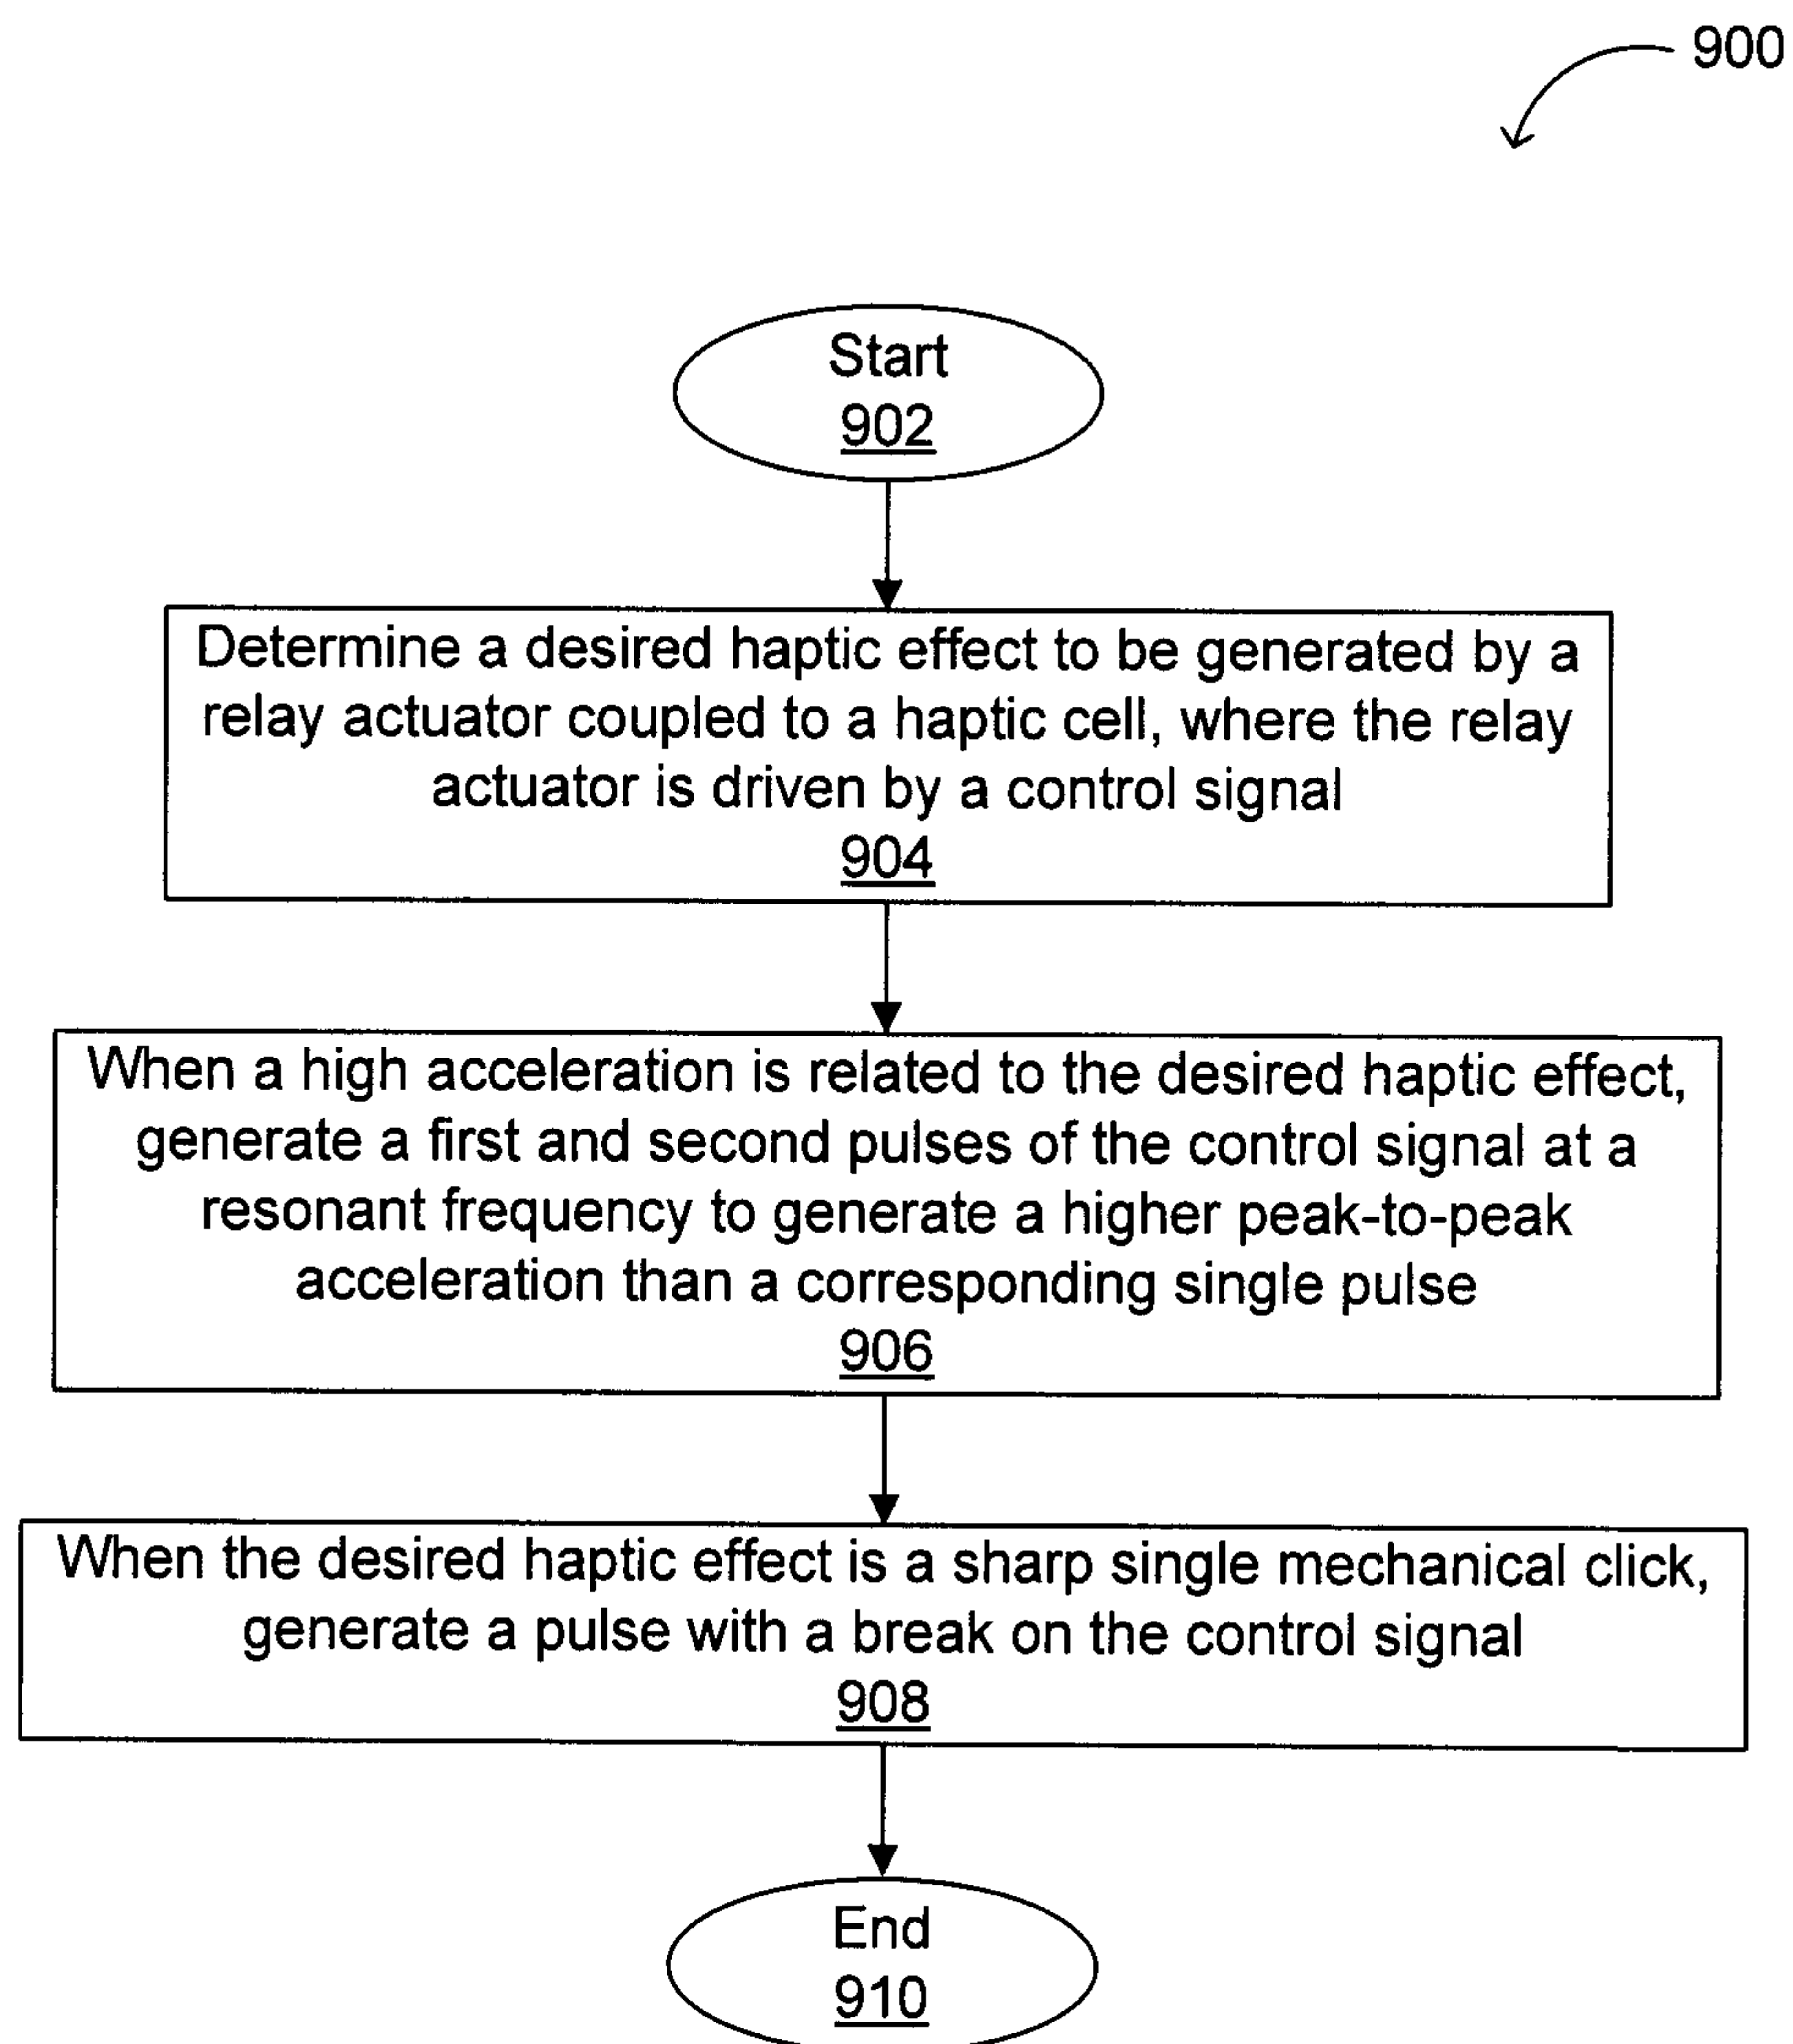 900
Start
902
Determine a desired haptic effect to be generated by a
relay actuator coupled to a haptic cell, where the relay
actuator is driven by a control signal
904
When a high acceleration is related to the desired haptic effect,
generate a first and second pulses of the control signal at a
resonant frequency to generate a higher peak-to-peak
acceleration than a corresponding single pulse
906
When the desired haptic effect is a sharp single mechanical click,
generate a pulse with a break on the control signal
908
End
910